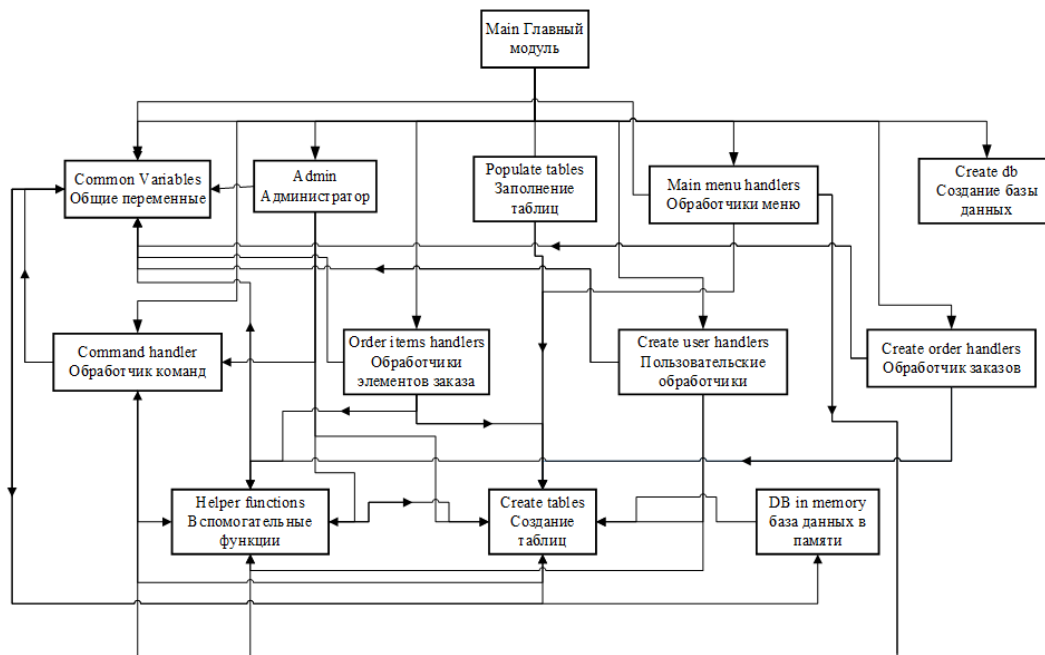 Main Главный
модуль
Common Variables
Общие переменные
Admin
Администратор
Populate tables
Заполнение
таблиц
Main menu handlers
Обработчики меню
Create db
Создание базы
данных
Command handler
Обработчик команд
Order items handlers
Обработчики
элементов заказа
Create user handlers
Пользовательские
обработчики
Create order handlers
Обработчик заказов
Helper functions
Вспомогательные
функции
Create tables
Создание
таблиц
DB in memory
база данных в
памяти